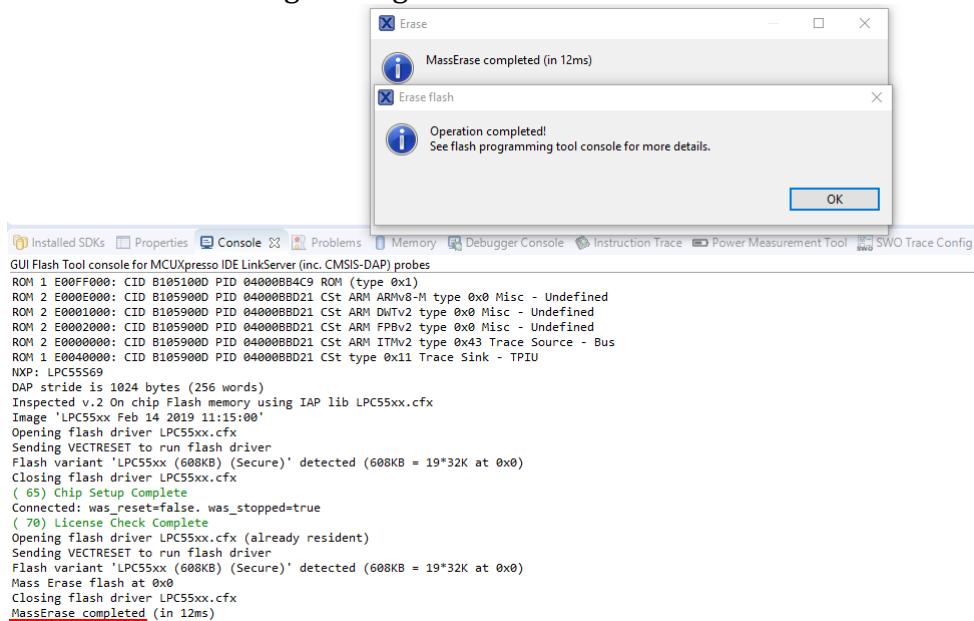 Erase
MassErase completed (in 12ms)
Erase flash
Operation completed!
See flash programming tool console for more details.
OK
Installed SDKs Properties Console Problems Memory Debugger Console Instruction Trace Power Measurement Tool SWO SWO Trace Config
GUI Flash Tool console for MCUXpresso IDE LinkServer (inc. CMSIS-DAP) probes
ROM 1 E00FF000: CID B105100D PID 04000BB4C9 ROM (type 0x1)
ROM 2 E000E000: CID B105900D PID 04000BBD21 CSt ARM ARMv8-M type 0x0 Misc - Undefined
ROM 2 E0001000: CID B105900D PID 04000BBD21 CSt ARM DWTv2 type 0x0 Misc - Undefined
ROM 2 E0002000: CID B105900D PID 04000BBD21 CSt ARM FPBv2 type 0x0 Misc - Undefined
ROM 2 E0000000: CID B105900D PID 04000BBD21 CSt ARM ITMv2 type 0x43 Trace Source - Bus
ROM 1 E0040000: CID B105900D PID 04000BBD21 CSt type 0x11 Trace Sink - TPIU
NXP: LPC55S69
DAP stride is 1024 bytes (256 words)
Inspected v.2 On chip Flash memory using IAP lib LPC55xx.cfx
Image 'LPC55xx Feb 14 2019 11:15:00'
Opening flash driver LPC55xx.cfx
Sending VECTRESET to run flash driver
Flash variant 'LPC55xx (608KB) (Secure)' detected (608KB = 19*32K at 0x0)
Closing flash driver LPC55xx.cfx
( 65) Chip Setup Complete
Connected: was_reset=false. was_stopped=true
( 70) License Check Complete
Opening flash driver LPC55xx.cfx (already resident)
Sending VECTRESET to run flash driver
Flash variant 'LPC55xx (608KB) (Secure)' detected (608KB = 19*32K at 0x0)
Mass Erase flash at 0x0
Closing flash driver LPC55xx.cfx
MassErase completed (in 12ms)